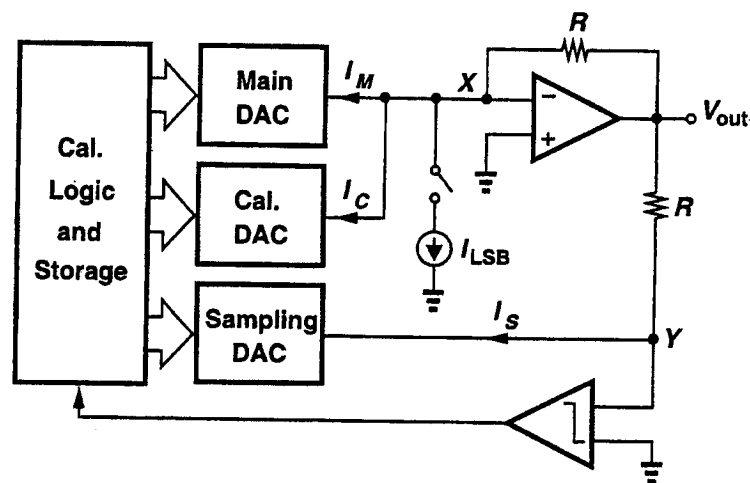 Cal.
Logic
and
Storage
Main
DAC
Cal.
DAC
Sampling
DAC
I_M
I_C
I_S
X
R
−
+
V_out
I_LSB
R
Y